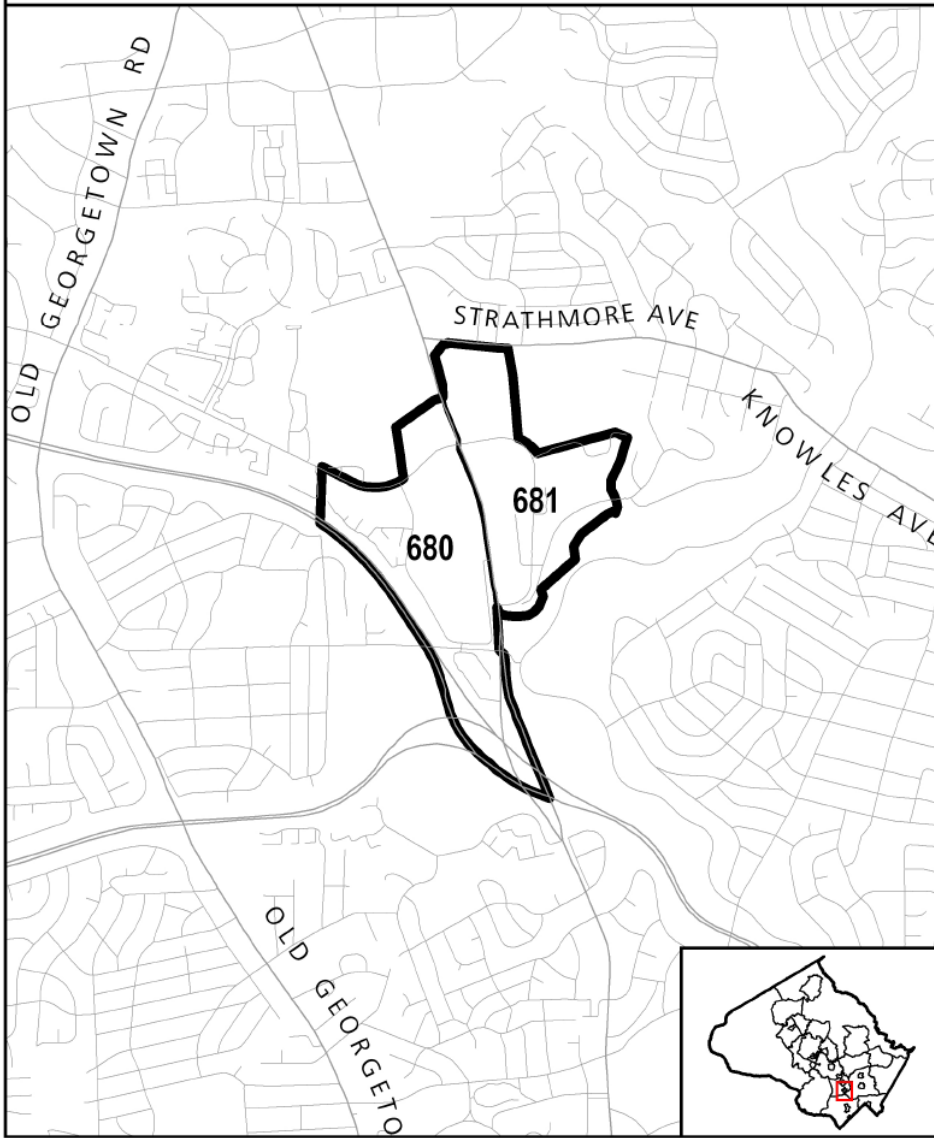 OLD GEORGETOWN RD
STRATHMORE AVE
KNOWLES AVE
681
680
OLD GEORGETO